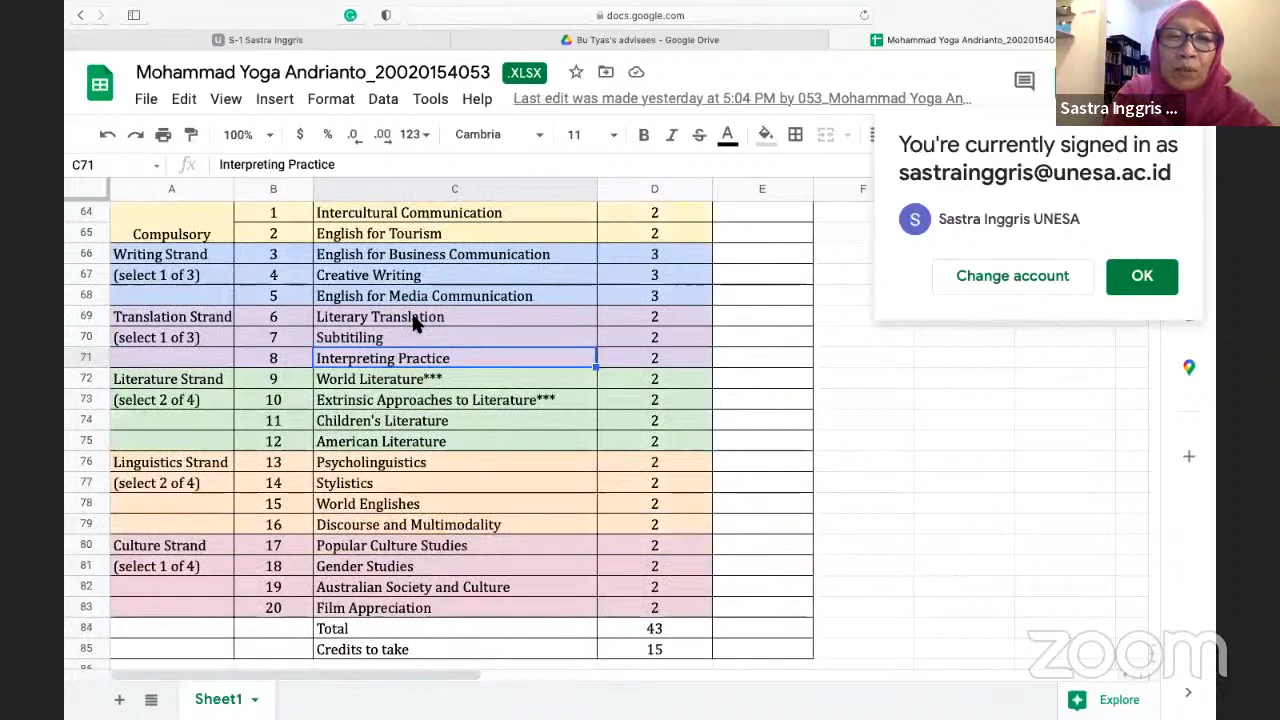 docs.google.com
S-1 Sastra Inggris
Bu Tyas's advisees - Google Drive
Mohammad Yoga Andrianto_2002015405
Mohammad Yoga Andrianto_20020154053 .XLSX
File Edit View Insert Format Data Tools Help Last edit was made yesterday at 5:04 PM by 053_Mohammad Yoga An...
100% $ % .0 .00 123 Cambria 11 B I S A
C71 fx Interpreting Practice
A B C D E F
64 1 Intercultural Communication 2
65 Compulsory 2 English for Tourism 2
66 Writing Strand 3 English for Business Communication 3
67 (select 1 of 3) 4 Creative Writing 3
68 5 English for Media Communication 3
69 Translation Strand 6 Literary Translation 2
70 (select 1 of 3) 7 Subtitiling 2
71 8 Interpreting Practice 2
72 Literature Strand 9 World Literature*** 2
73 (select 2 of 4) 10 Extrinsic Approaches to Literature*** 2
74 11 Children's Literature 2
75 12 American Literature 2
76 Linguistics Strand 13 Psycholinguistics 2
77 (select 2 of 4) 14 Stylistics 2
78 15 World Englishes 2
79 16 Discourse and Multimodality 2
80 Culture Strand 17 Popular Culture Studies 2
81 (select 1 of 4) 18 Gender Studies 2
82 19 Australian Society and Culture 2
83 20 Film Appreciation 2
84 Total 43
85 Credits to take 15
86
Sheet1
Explore
Sastra Inggris ...
You're currently signed in as
sastrainggris@unesa.ac.id
S Sastra Inggris UNESA
Change account OK
zoom